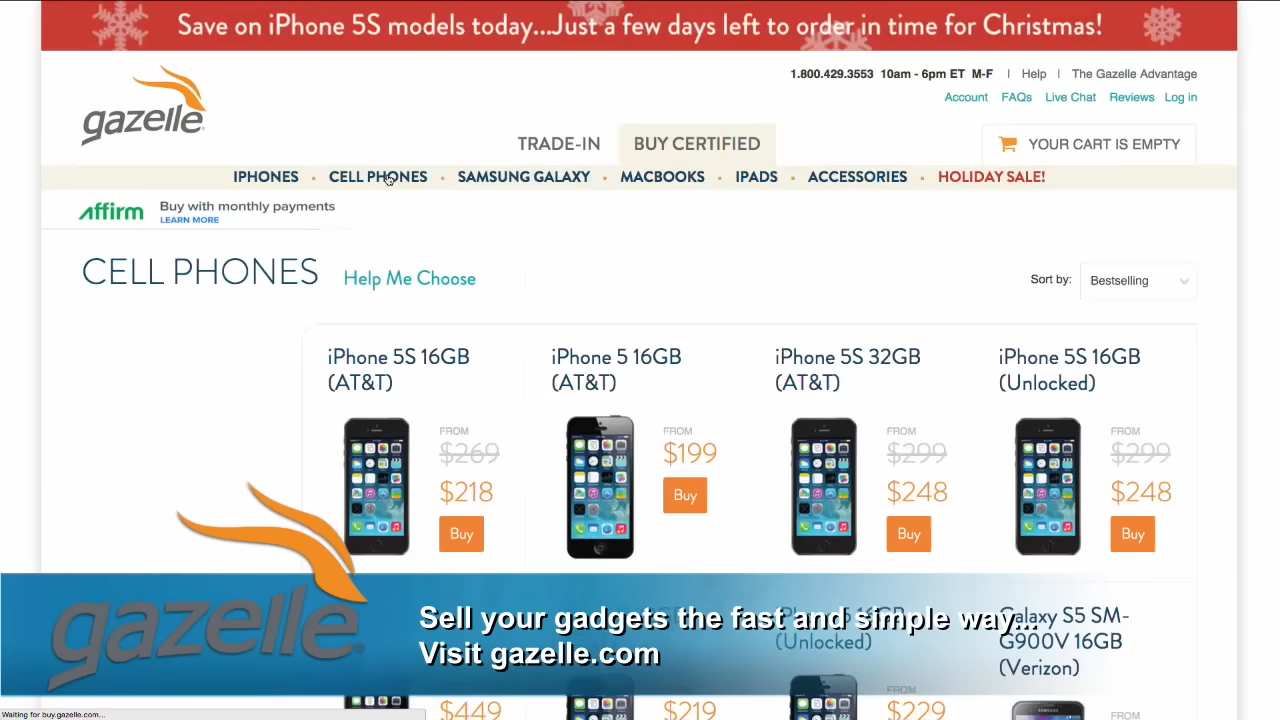 Save on iPhone 5S models today...Just a few days left to order in time for Christmas!
1.800.429.3553 10am - 6pm ET M-F | Help | The Gazelle Advantage
Account FAQs Live Chat Reviews Log in
gazelle
TRADE-IN BUY CERTIFIED YOUR CART IS EMPTY
IPHONES CELL PHONES SAMSUNG GALAXY MACBOOKS IPADS ACCESSORIES HOLIDAY SALE!
affirm Buy with monthly payments
LEARN MORE
CELL PHONES Help Me Choose
Sort by: Bestselling
iPhone 5S 16GB
(AT&T)
FROM
$269
$218
Buy
iPhone 5 16GB
(AT&T)
FROM
$199
Buy
iPhone 5S 32GB
(AT&T)
FROM
$299
$248
Buy
iPhone 5S 16GB
(Unlocked)
FROM
$299
$248
Buy
gazelle
Sell your gadgets the fast and simple way...
Visit gazelle.com
(Unlocked)
Galaxy S5 SM-
G900V 16GB
(Verizon)
$449
$219
FROM
$229
FROM
Waiting for buy.gazelle.com...